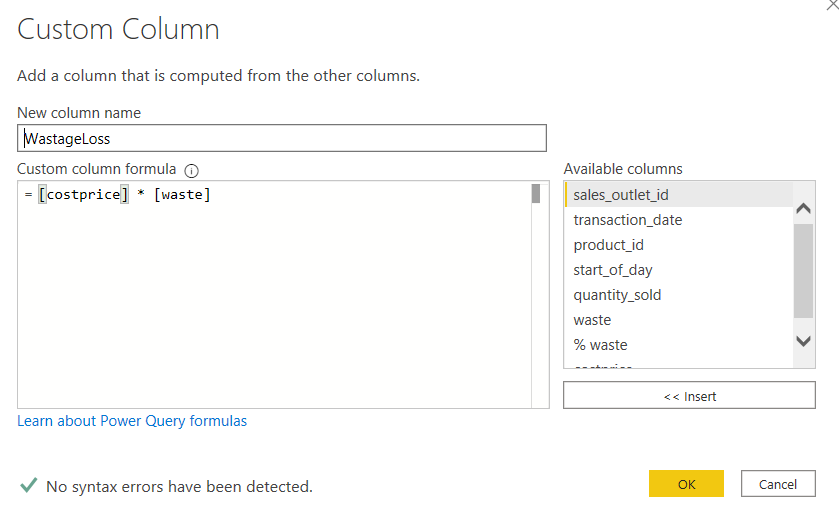 Custom Column
Add a column that is computed from the other columns.
New column name
WastageLoss
Custom column formula
= [costprice] * [waste]
Available columns
sales_outlet_id
transaction_date
product_id
start_of_day
quantity_sold
waste
% waste
<< Insert
Learn about Power Query formulas
No syntax errors have been detected.
OK
Cancel